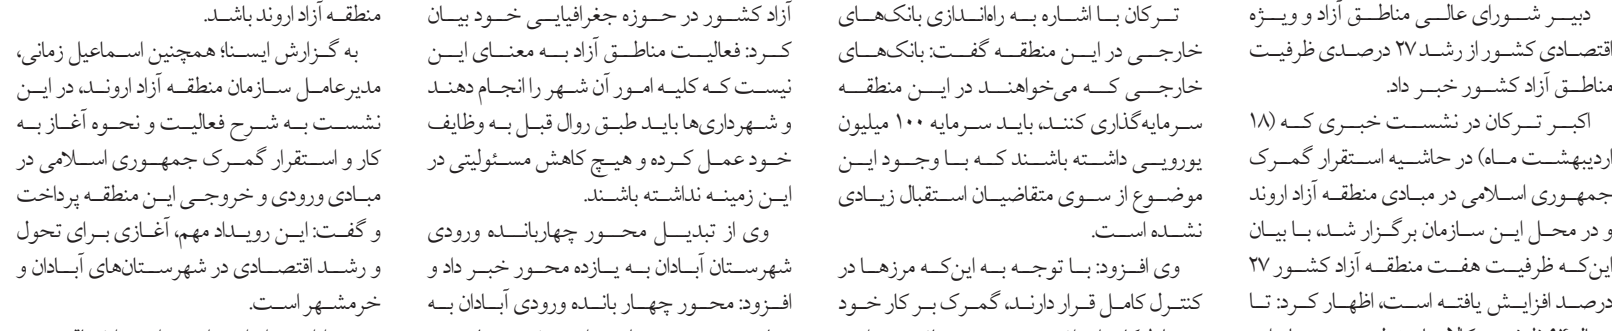 دبیر شورای عالی مناطق آزاد و ویژه
اقتصادی کشور از رشد ۲۷ درصدی ظرفیت
مناطق آزاد کشور خبر داد.
اکبر ترکان در نشست خبری که (۱۸
اردیبهشت ماه) در حاشیه استقرار گمرک
جمهوری اسلامی در مبادی منطقه آزاد اروند
و در محل این سازمان برگزار شد، با بیان
این‌که ظرفیت هفت منطقه آزاد کشور ۲۷
درصد افزایش یافته است، اظهار کرد: تا
ترکان با اشاره به راه‌اندازی بانک‌های
خارجی در این منطقه گفت: بانک‌های
خارجی که می‌خواهند در این منطقه
سرمایه‌گذاری کنند، باید سرمایه ۱۰۰ میلیون
یورویی داشته باشند که با وجود این
موضوع از سوی متقاضیان استقبال زیادی
نشده است.
وی افزود: با توجه به این‌که مرزها در
کنترل کامل قرار دارند، گمرک بر کار خود
آزاد کشور در حوزه جغرافیایی خود بیان
کرد: فعالیت مناطق آزاد به معنای این
نیست که کلیه امور آن شهر را انجام دهند
و شهرداری‌ها باید طبق روال قبل به وظایف
خود عمل کرده و هیچ کاهش مسئولیتی در
این زمینه نداشته باشند.
وی از تبدیل محور چهاربانده ورودی
شهرستان آبادان به یازده محور خبر داد و
افزود: محور چهار بانده ورودی آبادان به
منطقه آزاد اروند باشد.
به گزارش ایسنا؛ همچنین اسماعیل زمانی،
مدیرعامل سازمان منطقه آزاد اروند، در این
نشست به شرح فعالیت و نحوه آغاز به
کار و استقرار گمرک جمهوری اسلامی در
مبادی ورودی و خروجی این منطقه پرداخت
و گفت: این رویداد مهم، آغازی برای تحول
و رشد اقتصادی در شهرستان‌های آبادان و
خرمشهر است.